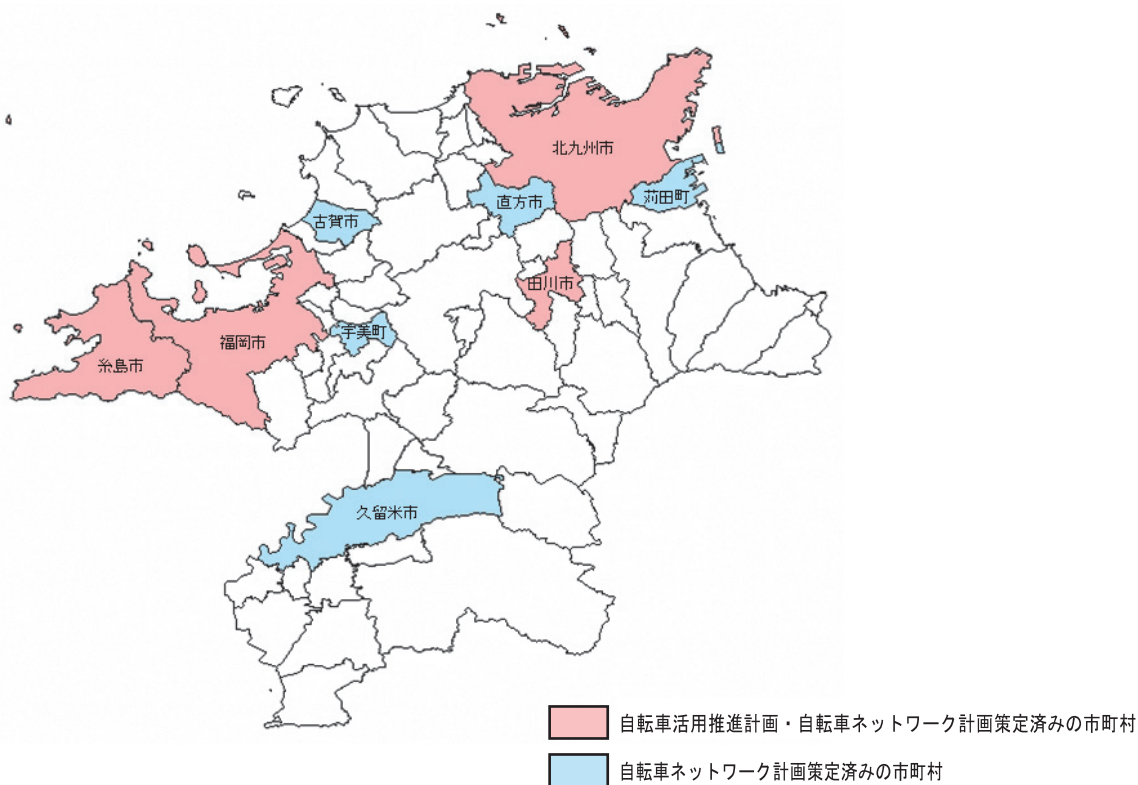 北九州市
直方市
苅田町
古賀市
田川市
宇美町
福岡市
糸島市
久留米市
自転車活用推進計画・自転車ネットワーク計画策定済みの市町村
自転車ネットワーク計画策定済みの市町村